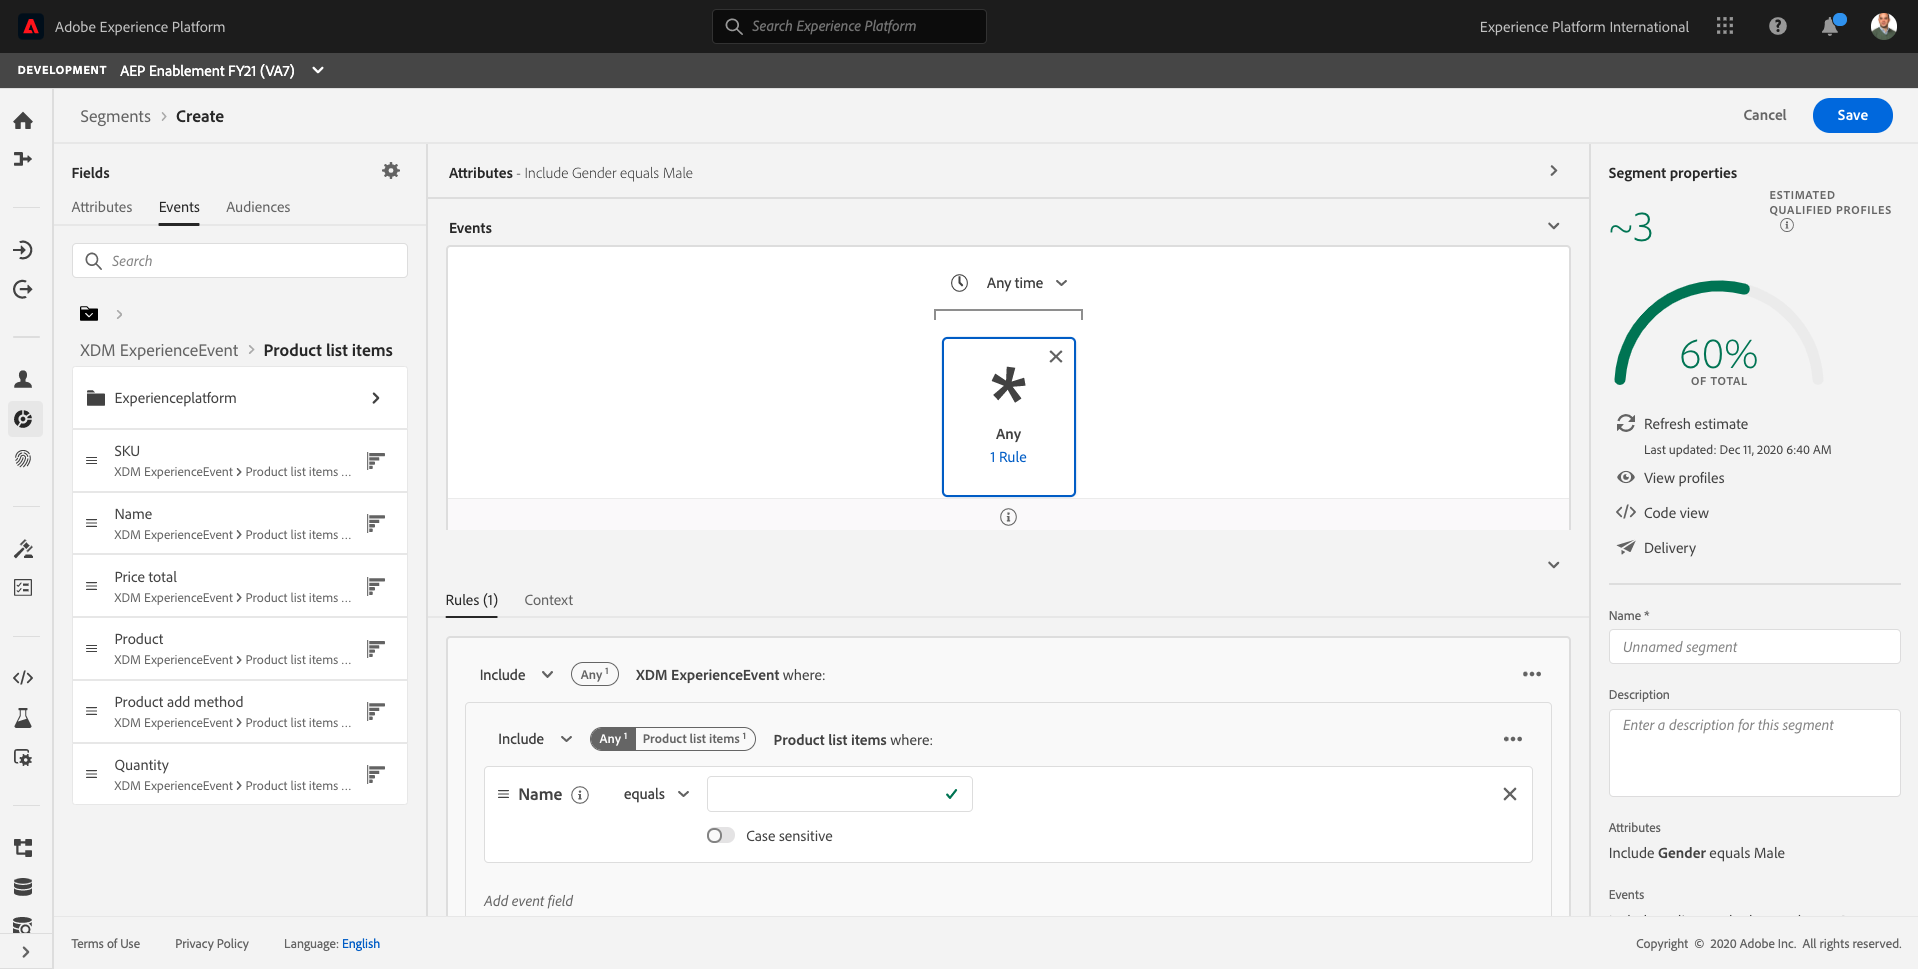 Adobe Experience Platform
Search Experience Platform
Experience Platform International
DEVELOPMENT AEP Enablement FY21 (VA7)
Segments > Create
Cancel
Save
Fields
Attributes Events Audiences
Search
XDM ExperienceEvent > Product list items
Experienceplatform
SKU
XDM ExperienceEvent > Product list items ...
Name
XDM ExperienceEvent > Product list items ...
Price total
XDM ExperienceEvent > Product list items ...
Product
XDM ExperienceEvent > Product list items ...
Product add method
XDM ExperienceEvent > Product list items ...
Quantity
XDM ExperienceEvent > Product list items ...
Attributes - Include Gender equals Male
Events
Any time
Any
1 Rule
Rules (1) Context
Include Any 1 XDM ExperienceEvent where:
Include Any 1 Product list items 1 Product list items where:
Name equals
Case sensitive
Add event field
Segment properties
~3
ESTIMATED
QUALIFIED PROFILES
60%
OF TOTAL
Refresh estimate
Last updated: Dec 11, 2020 6:40 AM
View profiles
Code view
Delivery
Name *
Unnamed segment
Description
Enter a description for this segment
Attributes
Include Gender equals Male
Events
Terms of Use Privacy Policy Language: English
Copyright © 2020 Adobe Inc. All rights reserved.